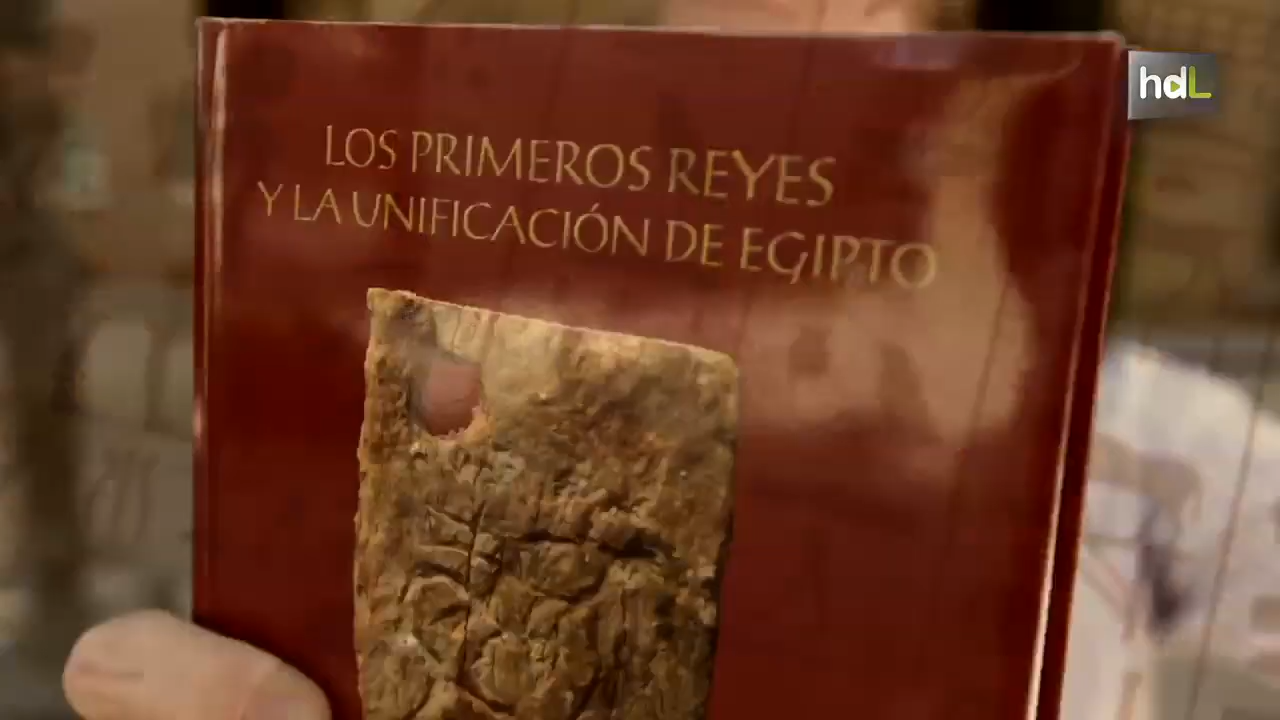 LOS PRIMEROS REYES
Y LA UNIFICACIÓN DE EGIPTO
hdL